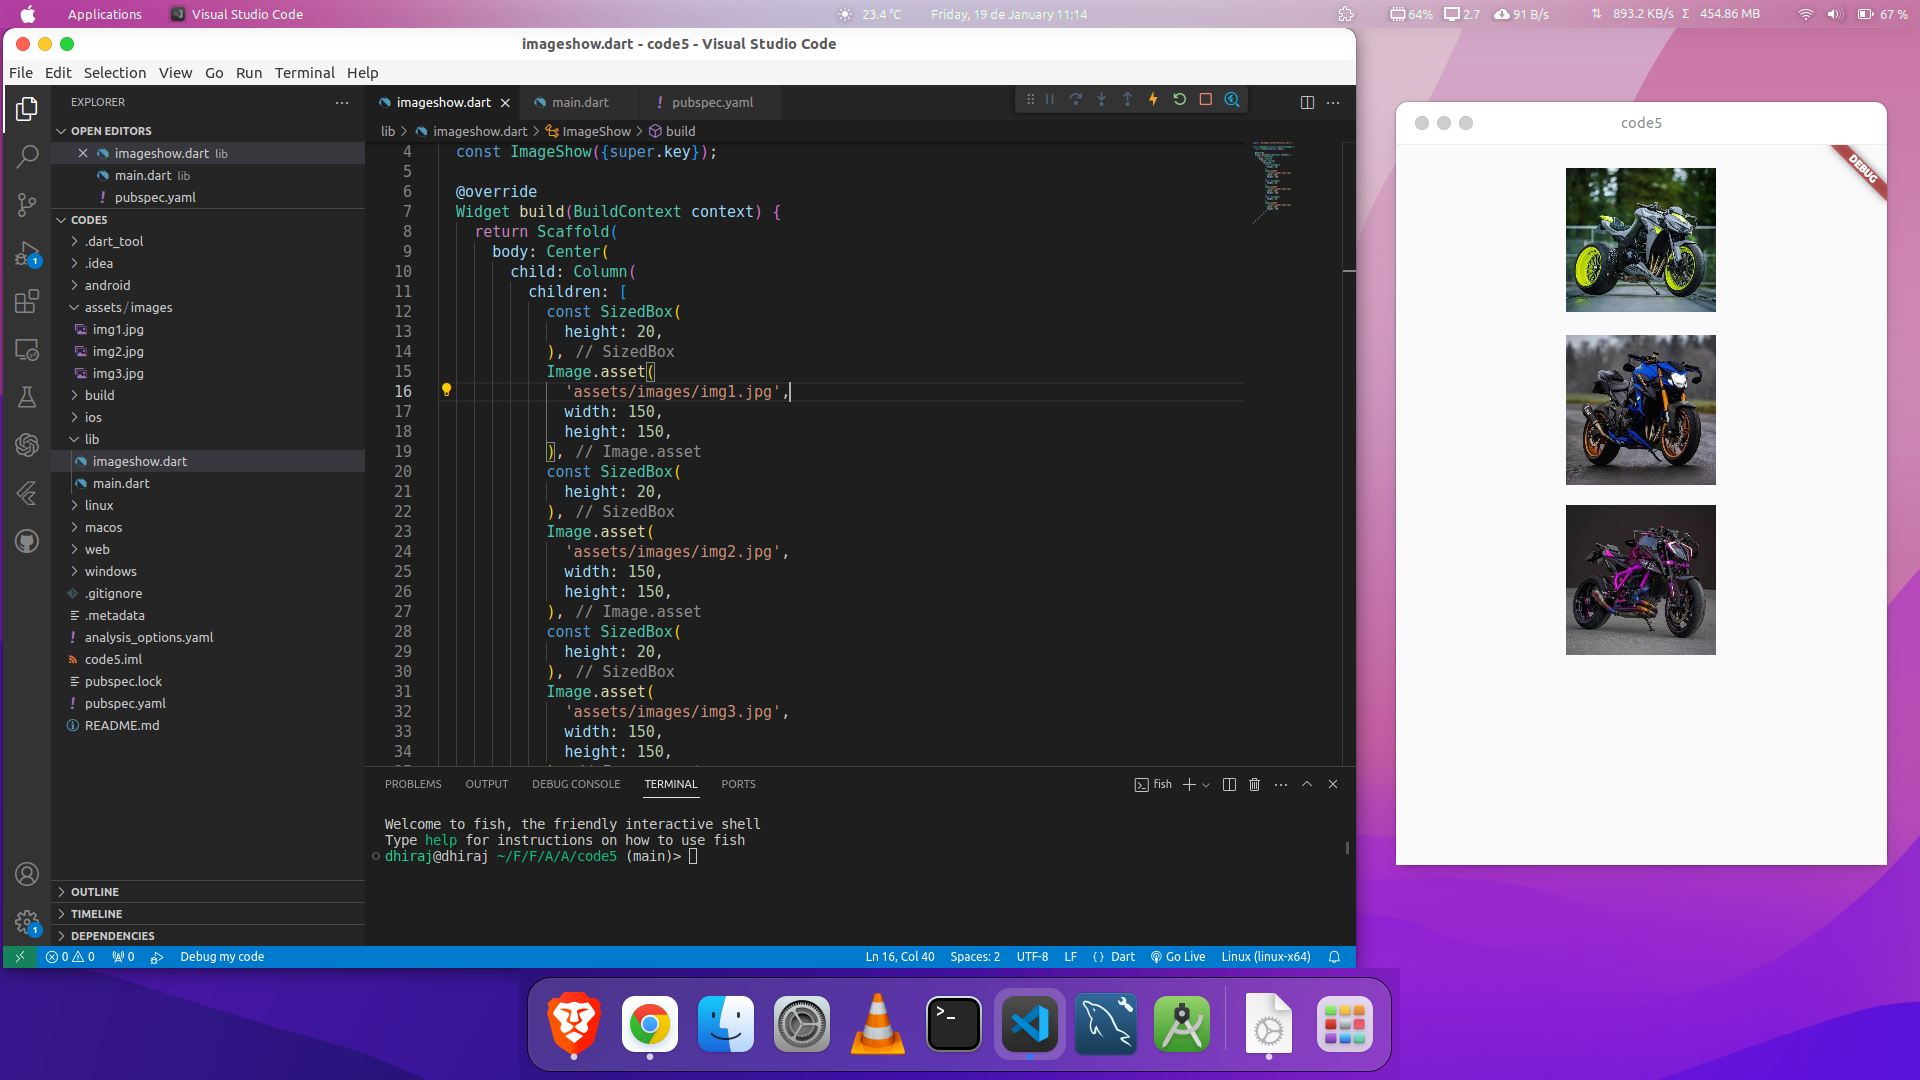 Applications
Visual Studio Code
23.4 °C
Friday, 19 de January 11:14
64%
2.7
91 B/s
893.2 KB/s Σ 454.86 MB
67 %
imageshow.dart - code5 - Visual Studio Code
File Edit Selection View Go Run Terminal Help
EXPLORER
OPEN EDITORS
imageshow.dart lib
main.dart lib
! pubspec.yaml
CODE5
.dart_tool
.idea
android
assets/images
img1.jpg
img2.jpg
img3.jpg
build
ios
lib
imageshow.dart
main.dart
linux
macos
web
windows
.gitignore
.metadata
! analysis_options.yaml
code5.iml
pubspec.lock
! pubspec.yaml
README.md
OUTLINE
TIMELINE
DEPENDENCIES
1
1
imageshow.dart
main.dart
! pubspec.yaml
lib > imageshow.dart > ImageShow > build
4 const ImageShow({super.key});
5
6 @override
7 Widget build(BuildContext context) {
8 return Scaffold(
9 body: Center(
10 child: Column(
11 children: [
12 const SizedBox(
13 height: 20,
14 ), // SizedBox
15 Image.asset(
16 'assets/images/img1.jpg',
17 width: 150,
18 height: 150,
19 ), // Image.asset
20 const SizedBox(
21 height: 20,
22 ), // SizedBox
23 Image.asset(
24 'assets/images/img2.jpg',
25 width: 150,
26 height: 150,
27 ), // Image.asset
28 const SizedBox(
29 height: 20,
30 ), // SizedBox
31 Image.asset(
32 'assets/images/img3.jpg',
33 width: 150,
34 height: 150,
PROBLEMS OUTPUT DEBUG CONSOLE TERMINAL PORTS
fish
Welcome to fish, the friendly interactive shell
Type help for instructions on how to use fish
dhiraj@dhiraj ~/F/F/A/A/code5 (main)>
0 0 0 Debug my code
Ln 16, Col 40 Spaces: 2 UTF-8 LF {} Dart Go Live Linux (linux-x64)
code5
DEBUG